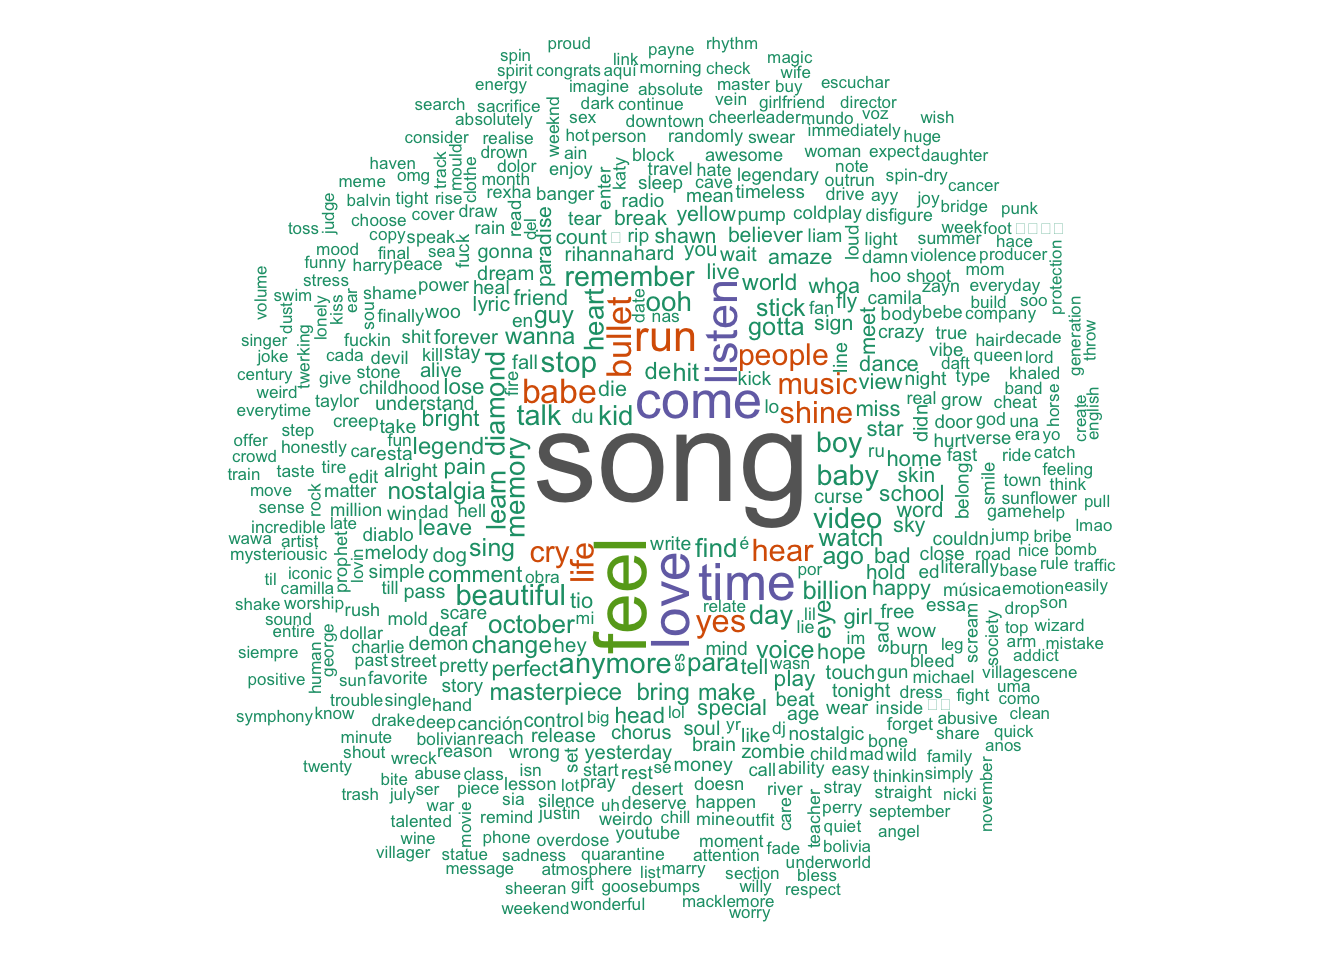 proud
rhythm
spin
link
payne
magic
spirit
congrats
aquí
morning
check
wife
energy
imagine
absolute
master
buy
escuchar
search
sacrifice
dark
continue
vein
girlfriend
director
absolutely
sex
downtown
cheerleader
mundo
voz
wish
consider
realise
weeknd
hot
person
randomly
swear
immediately
huge
haven
track
mould
drown
ain
block
awesome
woman
expect
daughter
omg
clothe
dolor
enjoy
enter
katy
travel
hate
legendary
note
meme
month
sleep
cave
timeless
outrun
spin-dry
cancer
balvin
tight
rise
rexha
banger
radio
mean
drive
ayy
joy
bridge
punk
toss
judge
choose
cover
draw
read
del
paradise
tear
break
yellow
pump
coldplay
disfigure
week
foot
copy
speak
rain
count
rip
shawn
believer
liam
loud
light
summer
hace
mood
final
sea
fuck
gonna
rihanna
hard
you
wait
amaze
damn
violence
producer
protection
funny
harry
peace
dream
remember
live
world
whoa
hoo
shoot
zayn
mom
everyday
volume
stress
power
heal
friend
heart
bullet
date
ooh
listen
stick
fan
fly
camila
build
soo
swim
dust
lonely
kiss
ear
soul
shame
lyric
en
guy
run
nas
gotta
sign
meet
body
bebe
company
singer
finally
woo
wanna
crazy
true
hair
decade
generation
throw
joke
twerking
fuckin
shit
forever
stop
people
line
dance
vibe
daft
queen
lord
century
cada
devil
kill
stay
fall
de
hit
kick
music
view
night
type
khaled
weird
give
stone
alive
diamond
fire
babe
die
come
band
everytime
taylor
childhood
lose
talk
du
kid
lo
shine
miss
real
grow
cheat
horse
create
english
understand
bright
song
star
didn
door
god
una
step
creep
take
boy
hurt
verse
era
yo
offer
honestly
fun
legend
ru
home
fast
ride
catch
crowd
car
esta
pain
memory
learn
baby
skin
belong
smile
town
feeling
train
taste
tire
alright
curse
school
think
move
rock
edit
matter
nostalgia
word
sunflower
pull
sense
million
win
dad
hell
video
sky
game
help
incredible
late
diablo
leave
watch
couldn
jump
bribe
lmao
wawa
artist
prophet
lovin
melody
dog
sing
cry
life
feel
write
love
find
é
hear
ago
bad
close
road
nice
bomb
mysteriousic
simple
comment
obra
time
por
hold
ed
literally
base
rule
traffic
til
iconic
till
pass
beautiful
tio
billion
happy
música
emotion
easily
camilla
relate
lil
shake
worship
rush
scare
october
mi
yes
day
eye
girl
free
essa
drop
son
sound
mold
deaf
lie
im
sad
wow
scream
society
top
wizard
entire
dollar
demon
change
hey
mind
voice
hope
burn
leg
arm
mistake
siempre
human
george
charlie
past
street
pretty
perfect
anymore
es
para
tell
wasn
touch
gun
bleed
michael
addict
positive
sun
favorite
story
play
tonight
dress
village
scene
trouble
single
hand
masterpiece
bring
make
beat
wear
inside
fight
uma
como
symphony
know
drake
deep
canción
control
big
head
lol
special
age
forget
abusive
clean
minute
bolivian
reach
release
chorus
soul
yr
like
dj
nostalgic
bone
share
quick
shout
wreck
reason
wrong
set
yesterday
brain
zombie
child
mad
wild
family
anos
twenty
bite
abuse
class
isn
start
rest
sé
money
call
ability
easy
thinkin
simply
november
trash
july
ser
piece
lesson
lot
pray
desert
doesn
river
stray
straight
nicki
war
sia
silence
uh
deserve
happen
care
teacher
perry
september
talented
movie
remind
justin
weirdo
chill
mine
outfit
quiet
angel
wine
phone
overdose
youtube
moment
fade
bolivia
villager
statue
sadness
quarantine
attention
underworld
message
atmosphere
list
marry
section
bless
sheeran
gift
goosebumps
willy
respect
weekend
wonderful
macklemore
worry